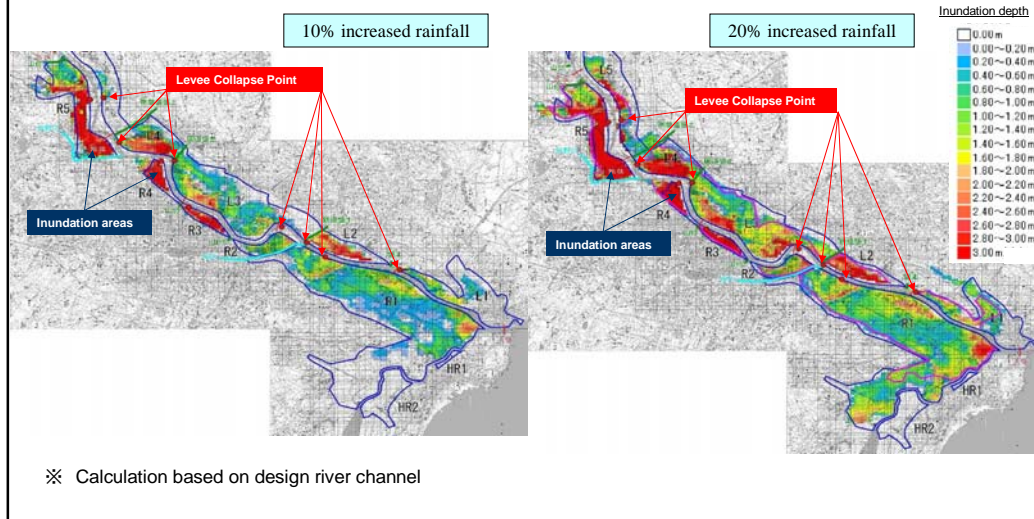 10% increased rainfall
20% increased rainfall
Inundation depth
0.00m
0.00~0.20m
0.20~0.40m
0.40~0.60m
0.60~0.80m
0.80~1.00m
1.00~1.20m
1.20~1.40m
1.40~1.60m
1.60~1.80m
1.80~2.00m
2.00~2.20m
2.20~2.40m
2.40~2.60m
2.60~2.80m
2.80~3.00m
3.00m
Levee Collapse Point
R5
L4
R4
Inundation areas
R3
L3
R2
L2
R1
L1
HR1
HR2
Levee Collapse Point
L5
R5
L4
R4
Inundation areas
R3
R2
L2
R1
HR1
HR2
※ Calculation based on design river channel